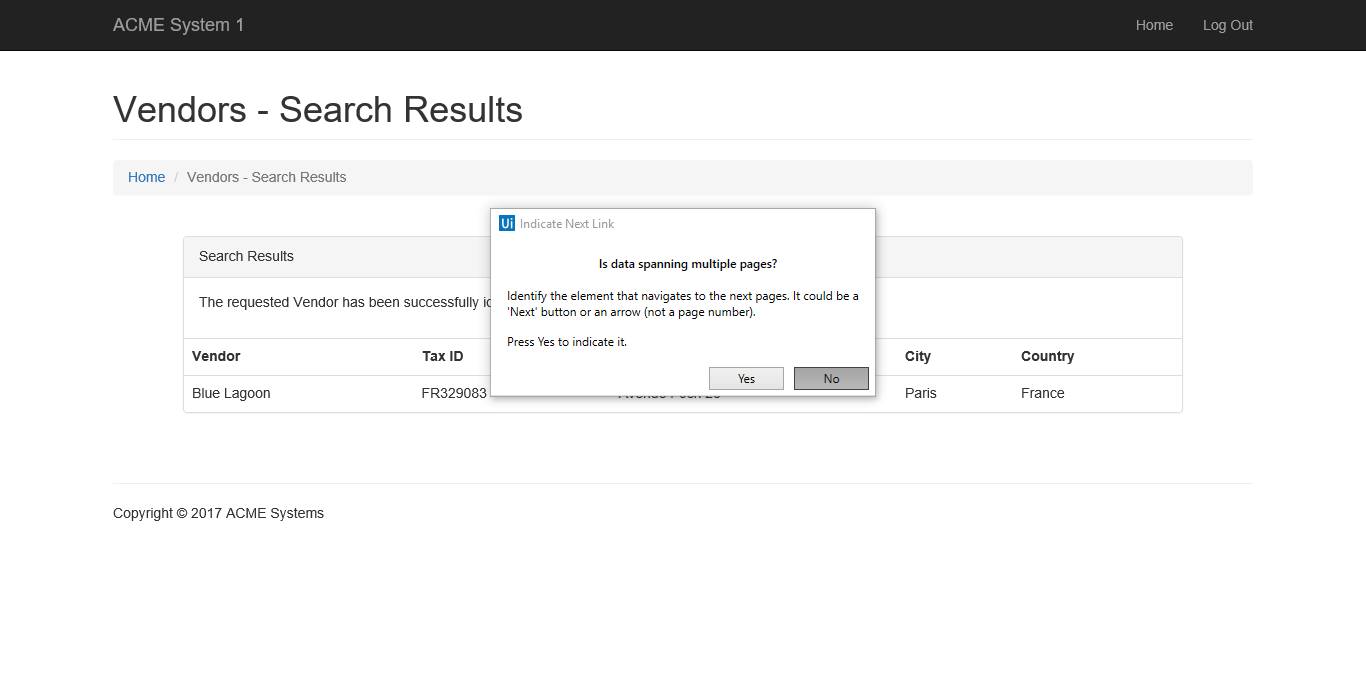 ACME System 1 Home Log Out
Vendors - Search Results
Home / Vendors - Search Results
Search Results
The requested Vendor has been successfully
Ui Indicate Next Link
Is data spanning multiple pages?
Identify the element that navigates to the next pages. It could be a
'Next' button or an arrow (not a page number).
Press Yes to indicate it.
Yes No
Vendor Tax ID City Country
Blue Lagoon FR329083 Paris France
Copyright © 2017 ACME Systems